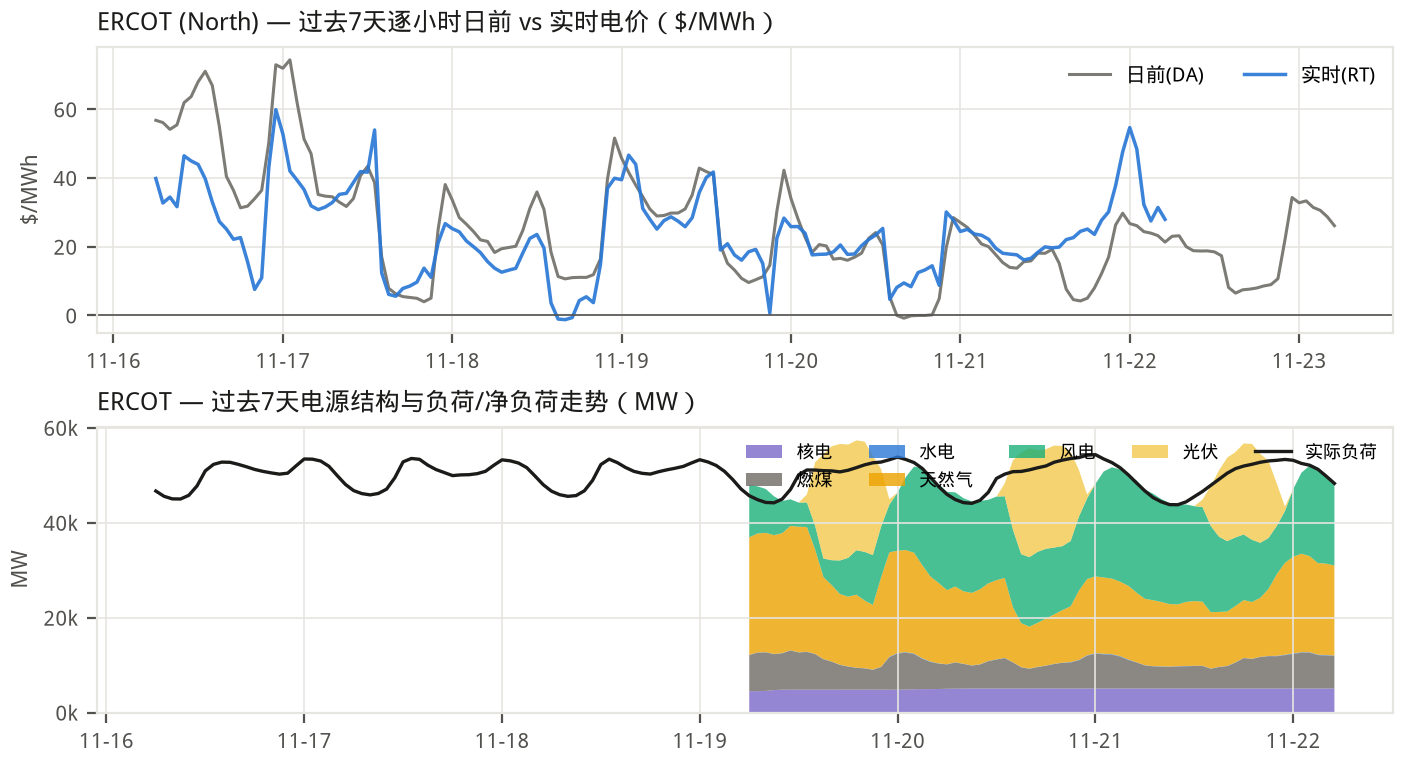 ERCOT (North) — 过去7天逐小时日前 vs 实时电价（$/MWh）
日前(DA) 实时(RT)
$/MWh
60
40
20
0
11-16 11-17 11-18 11-19 11-20 11-21 11-22 11-23
ERCOT — 过去7天电源结构与负荷/净负荷走势（MW）
核电 水电 风电 光伏 实际负荷
燃煤 天然气
MW
60k
40k
20k
0k
11-16 11-17 11-18 11-19 11-20 11-21 11-22